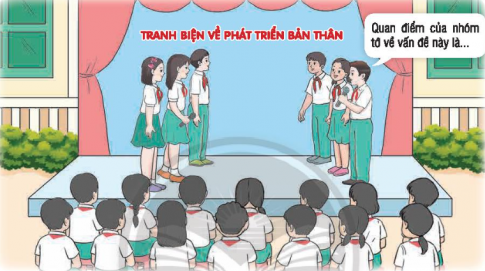 TRANH BIỆN VỀ PHÁT TRIỂN BẢN THÂN
Quan điểm của nhóm
tớ về vấn đề này là...